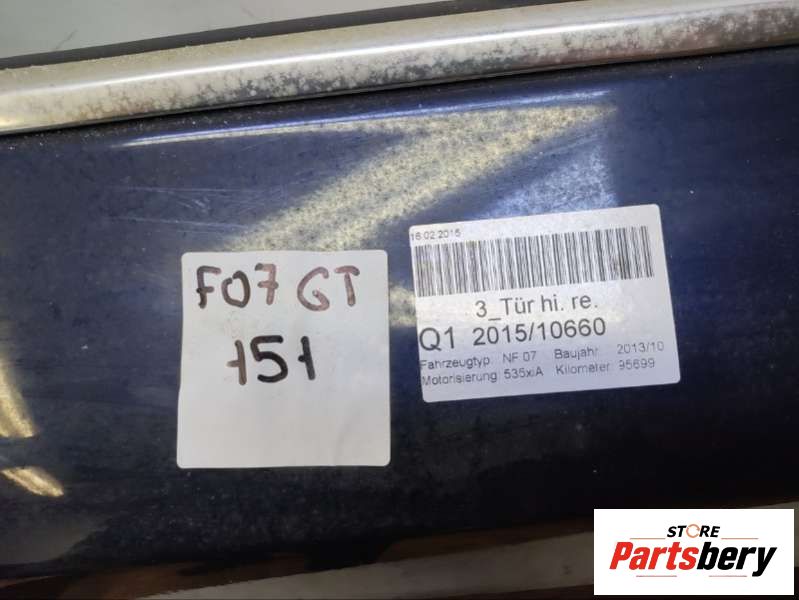 F07 GT
151
16.02.2015
3_Tür hi. re.
Q1 2015/10660
Fahrzeugtyp: NF 07 Baujahr: 2013/10
Motorisierung: 535xiA Kilometer: 95699
STORE
Partsbery